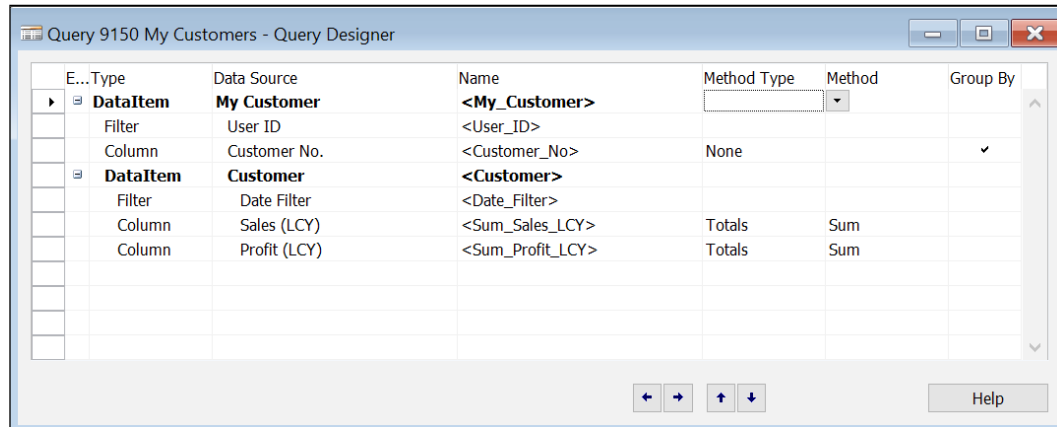 Query 9150 My Customers - Query Designer
E... Type Data Source Name Method Type Method Group By
DataItem My Customer <My_Customer>
Filter User ID <User_ID>
Column Customer No. <Customer_No> None
DataItem Customer <Customer>
Filter Date Filter <Date_Filter>
Column Sales (LCY) <Sum_Sales_LCY> Totals Sum
Column Profit (LCY) <Sum_Profit_LCY> Totals Sum
Help